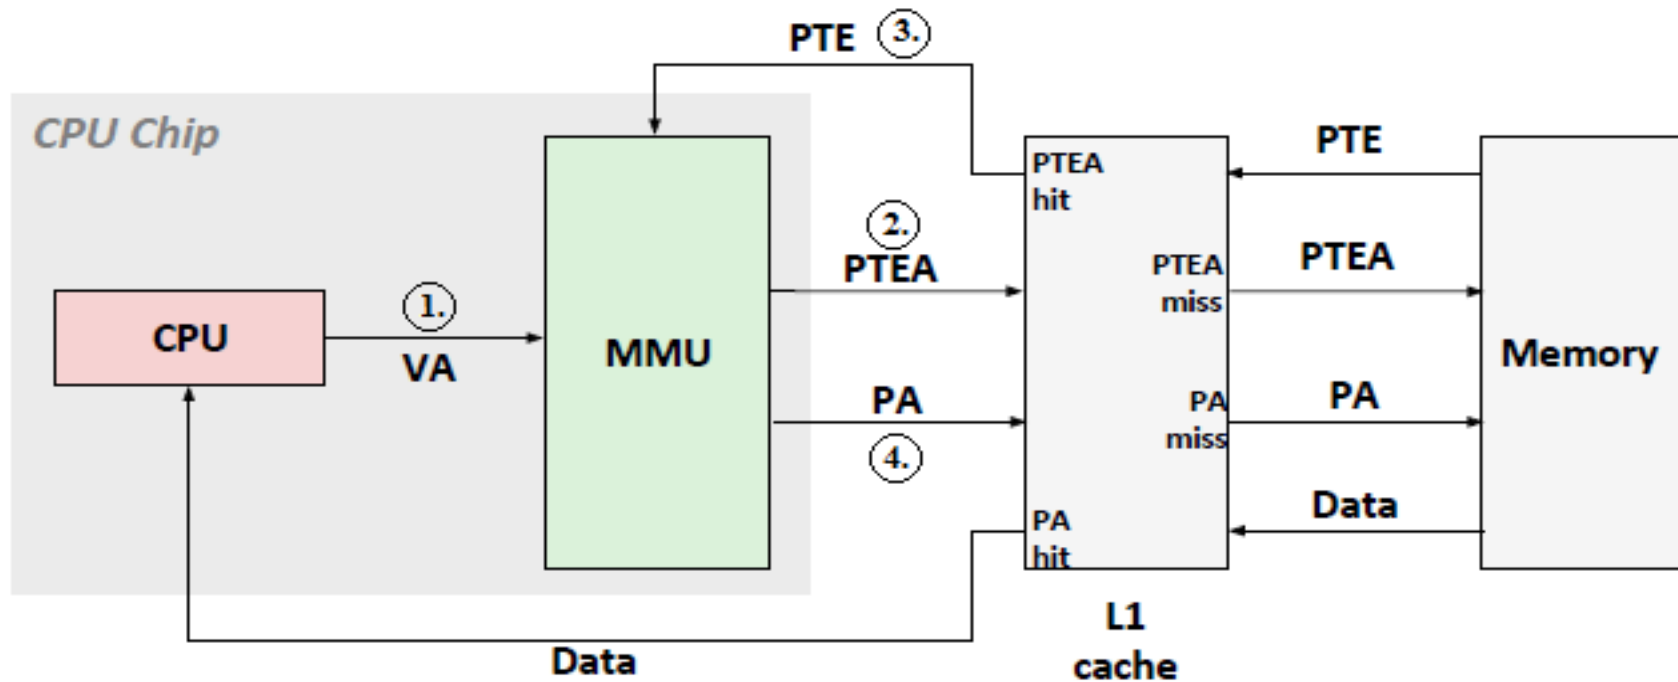 PTE 3.
CPU Chip
PTEA
hit
PTE
2.
PTEA
PTEA
miss
PTEA
1.
CPU
VA
MMU
Memory
PA
4.
PA
miss
PA
PA
hit
Data
Data
L1
cache